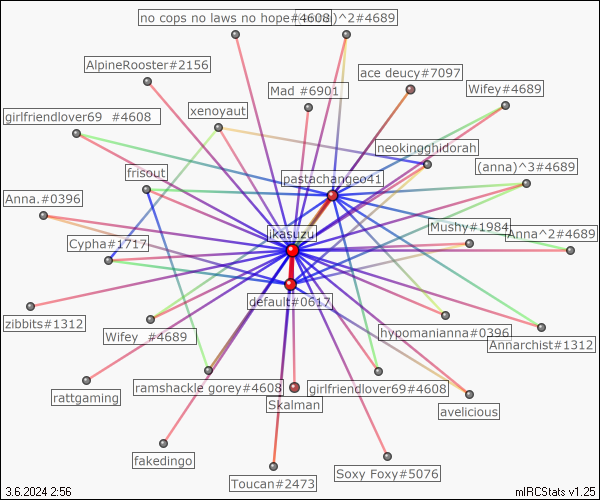 no cops no laws no hope#4608
)^2#4689
AlpineRooster#2156
ace deucy#7097
Mad #6901
Wifey#4689
girlfriendlover69 #4608
xenoyaut
neokingghidorah
frisout
pastachangeo41
(anna)^3#4689
Anna.#0396
ikasuzu
Mushy#1984
Anna^2#4689
Cypha#1717
default#0617
zibbits#1312
Wifey #4689
hypomanianna#0396
Annarchist#1312
rattgaming
ramshackle gorey#4608
girlfriendlover69#4608
Skalman
avelicious
fakedingo
Toucan#2473
Soxy Foxy#5076
3.6.2024 2:56
mIRCStats v1.25